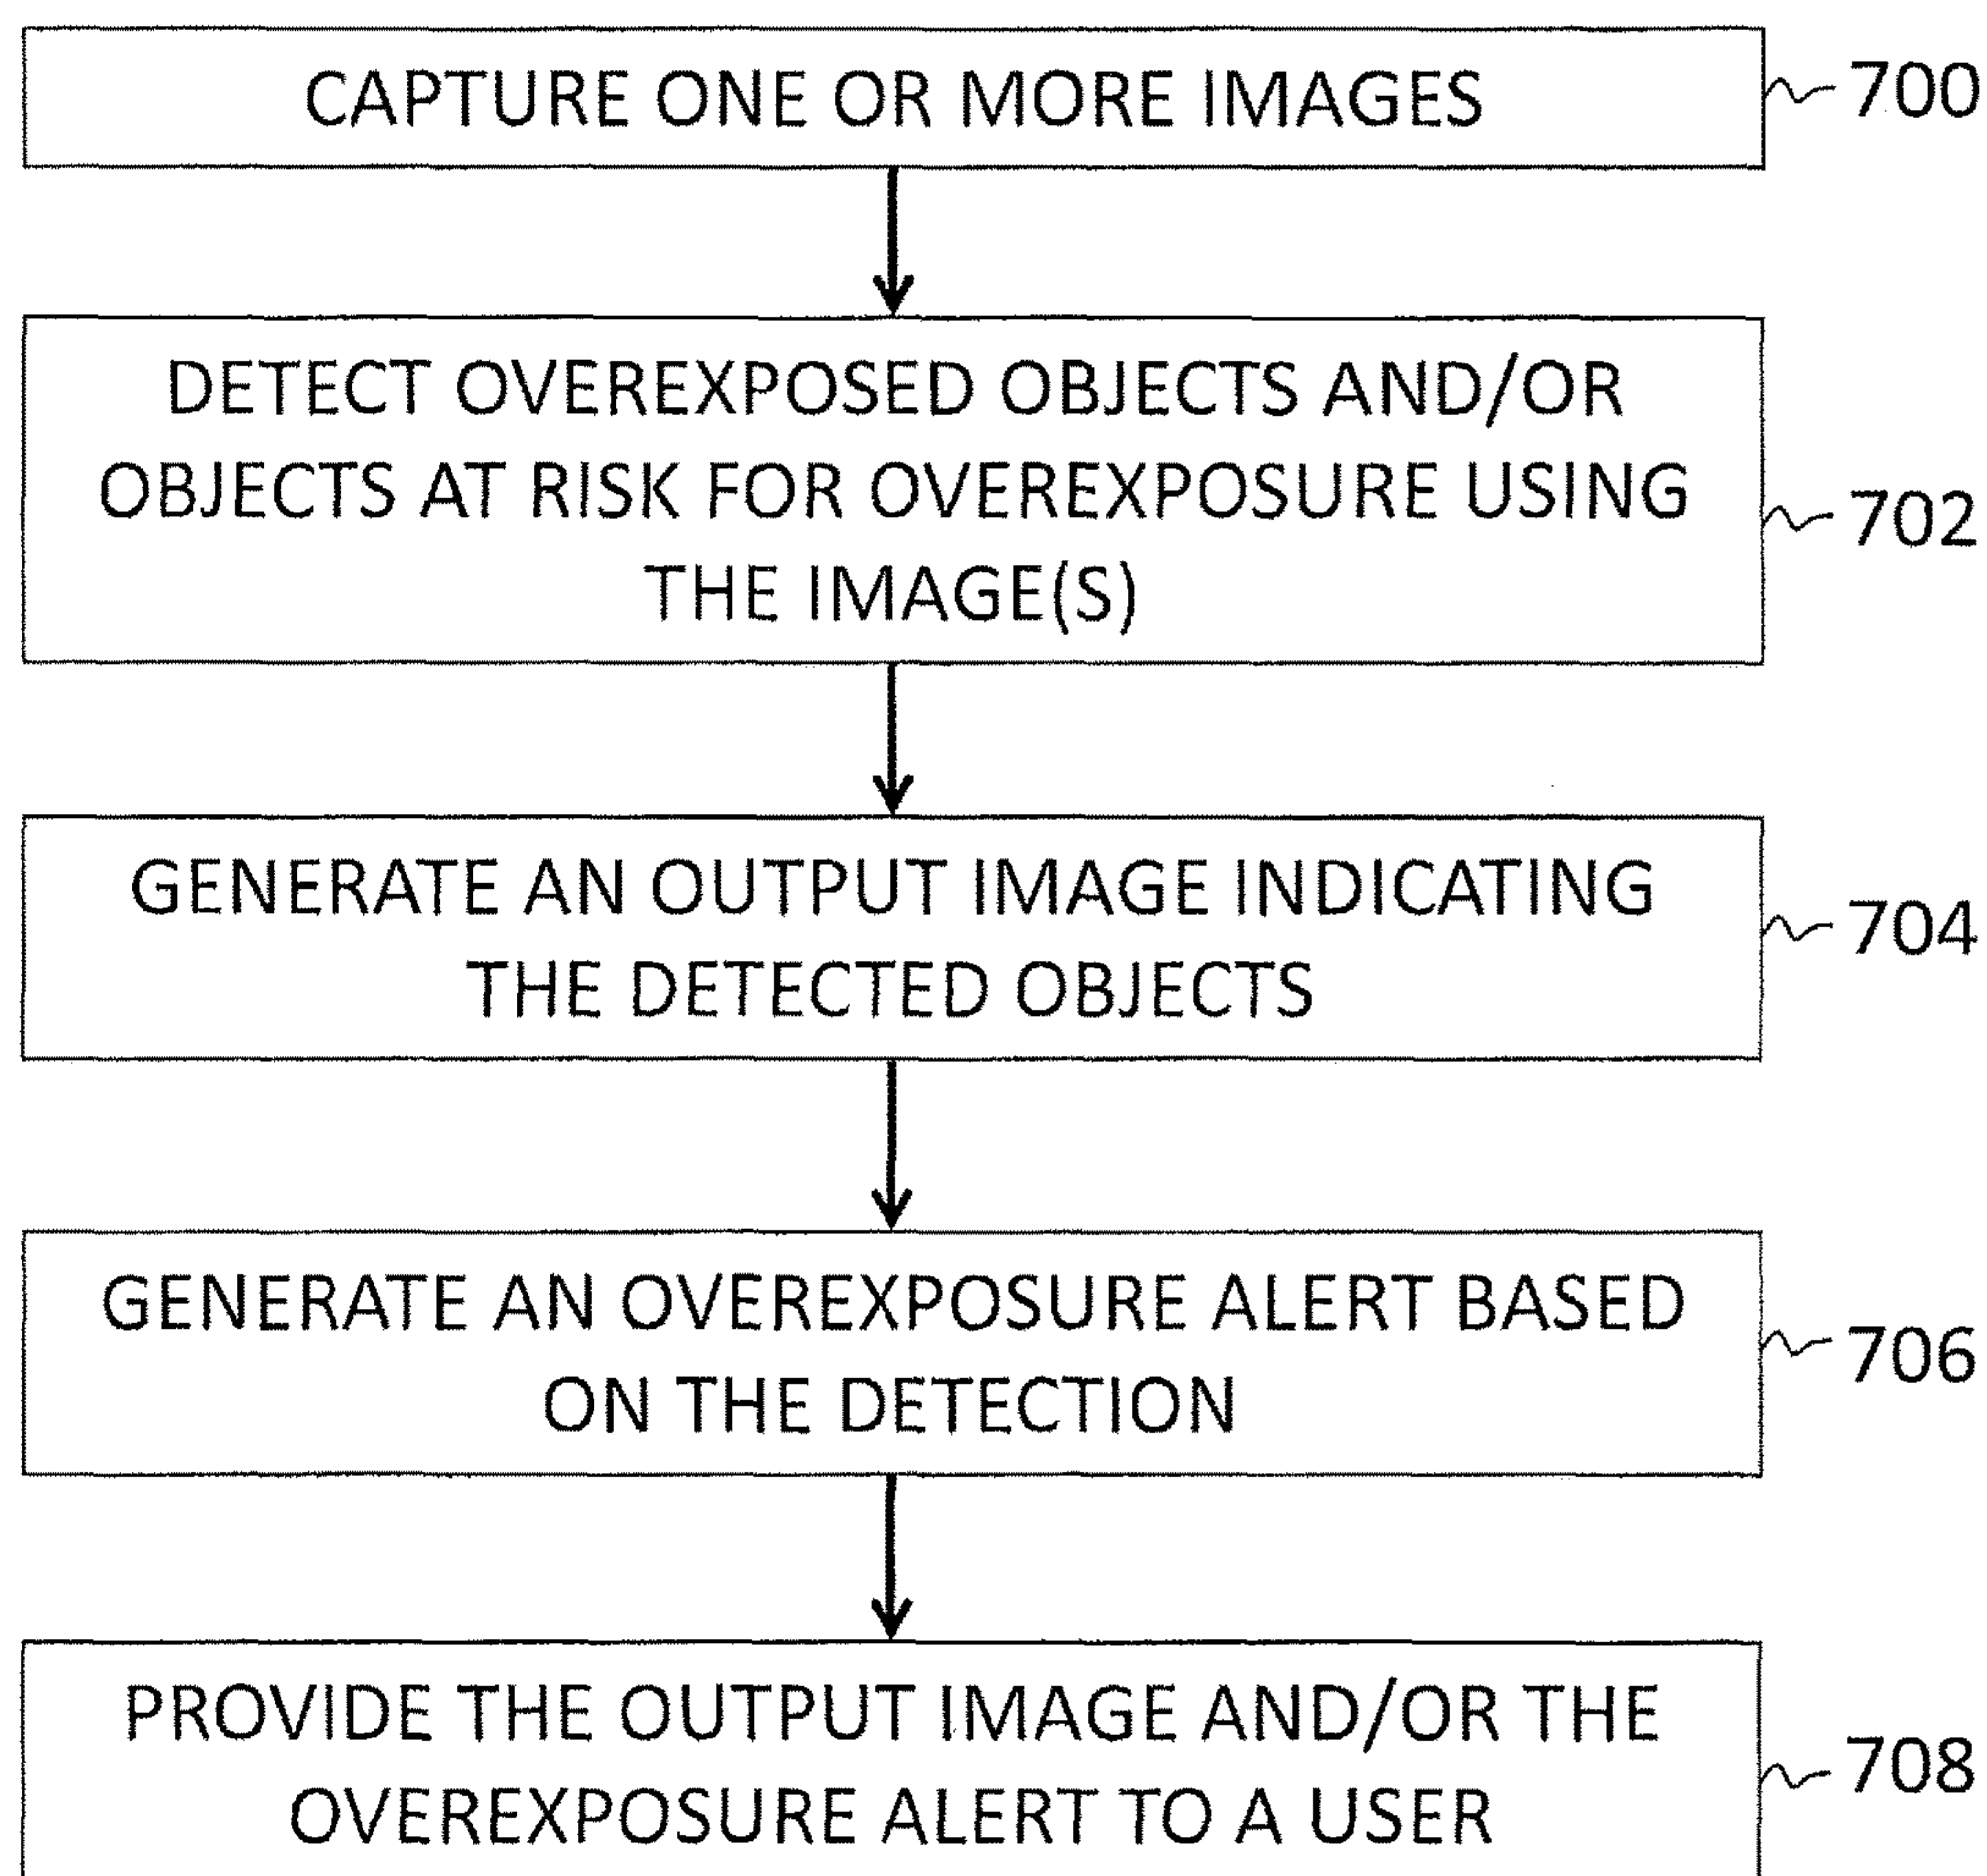 CAPTURE ONE OR MORE IMAGES
700
DETECT OVEREXPOSED OBJECTS AND/OR
OBJECTS AT RISK FOR OVEREXPOSURE USING
THE IMAGE(S)
702
GENERATE AN OUTPUT IMAGE INDICATING
THE DETECTED OBJECTS
704
GENERATE AN OVEREXPOSURE ALERT BASED
ON THE DETECTION
706
PROVIDE THE OUTPUT IMAGE AND/OR THE
OVEREXPOSURE ALERT TO A USER
708